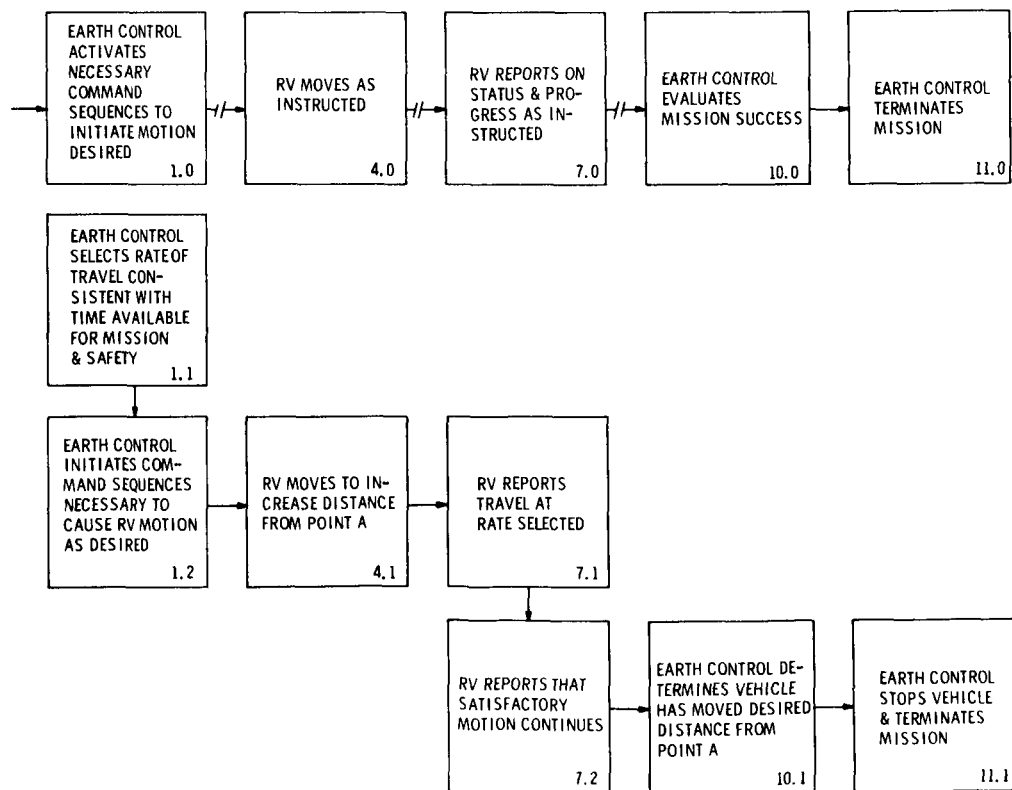 EARTH CONTROL
ACTIVATES
NECESSARY
COMMAND
SEQUENCES TO
INITIATE MOTION
DESIRED
1.0
RV MOVES AS
INSTRUCTED
4.0
RV REPORTS ON
STATUS & PRO-
GRESS AS IN-
STRUCTED
7.0
EARTH CONTROL
EVALUATES
MISSION SUCCESS
10.0
EARTH CONTROL
TERMINATES
MISSION
11.0
EARTH CONTROL
SELECTS RATE OF
TRAVEL CON-
SISTENT WITH
TIME AVAILABLE
FOR MISSION
& SAFETY
1.1
EARTH CONTROL
INITIATES COM-
MAND SEQUENCES
NECESSARY TO
CAUSE RV MOTION
AS DESIRED
1.2
RV MOVES TO IN-
CREASE DISTANCE
FROM POINT A
4.1
RV REPORTS
TRAVEL AT
RATE SELECTED
7.1
RV REPORTS THAT
SATISFACTORY
MOTION CONTINUES
7.2
EARTH CONTROL DE-
TERMINES VEHICLE
HAS MOVED DESIRED
DISTANCE FROM
POINT A
10.1
EARTH CONTROL
STOPS VEHICLE
& TERMINATES
MISSION
11.1